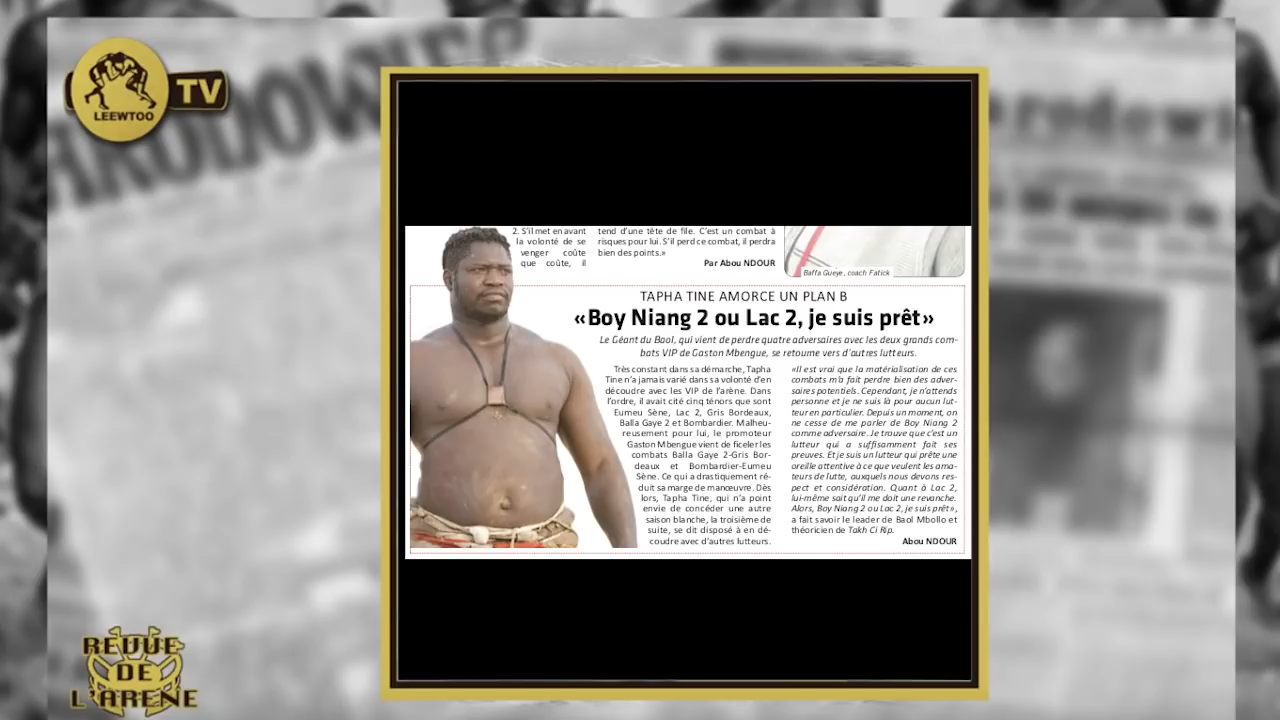 LEEWTOO
TV
2. S'il met en avant
la volonté de se
venger coûte
que coûte, il
tend d'une tête de file. C'est un combat à
risques pour lui. S'il perd ce combat, il perdra
bien des points.»
Par Abou NDOUR
Baffa Gueye, coach Fatick
TAPHA TINE AMORCE UN PLAN B
«Boy Niang 2 ou Lac 2, je suis prêt»
Le Géant du Baol, qui vient de perdre quatre adversaires avec les deux grands com-
bats VIP de Gaston Mbengue, se retourne vers d'autres lutteurs.
Très constant dans sa démarche, Tapha
Tine n'a jamais varié dans sa volonté d'en
découdre avec les VIP de l'arène. Dans
l'ordre, il avait cité cinq ténors que sont
Eumeu Sène, Lac 2, Gris Bordeaux,
Balla Gaye 2 et Bombardier. Malheu-
reusement pour lui, le promoteur
Gaston Mbengue vient de ficeler les
combats Balla Gaye 2-Gris Bor-
deaux et Bombardier-Eumeu
Sène. Ce qui a drastiquement ré-
duit sa marge de manœuvre. Dès
lors, Tapha Tine, qui n'a point
envie de concéder une autre
saison blanche, la troisième de
suite, se dit disposé à en dé-
coudre avec d'autres lutteurs.
«Il est vrai que la matérialisation de ces
combats m'a fait perdre bien des adver-
saires potentiels. Cependant, je n'attends
personne et je ne suis là pour aucun lut-
teur en particulier. Depuis un moment, on
ne cesse de me parler de Boy Niang 2
comme adversaire. Je trouve que c'est un
lutteur qui a suffisamment fait ses
preuves. Et je suis un lutteur qui prête une
oreille attentive à ce que veulent les ama-
teurs de lutte, auxquels nous devons res-
pect et considération. Quant à Lac 2,
lui-même sait qu'il me doit une revanche.
Alors, Boy Niang 2 ou Lac 2, je suis prêt»,
a fait savoir le leader de Baol Mbollo et
théoricien de Takh Ci Rip.
Abou NDOUR
REVUE
DE
L'ARENE